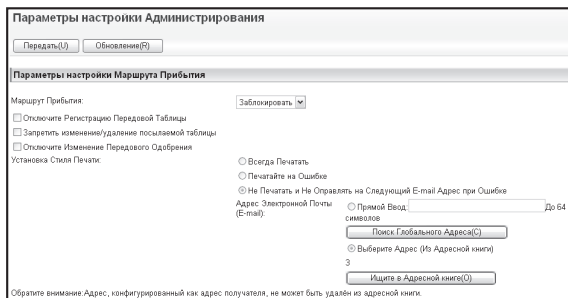 Параметры настройки Администрирования
Передать(U) Обновление(R)
Параметры настройки Маршрута Прибытия
Маршрут Прибытия: Заблокировать
Отключите Регистрацию Передовой Таблицы
Запретить изменение/удаление посылаемой таблицы
Отключите Изменение Передового Одобрения
Установка Стиля Печати: Всегда Печатать
Печатайте на Ошибке
Не Печатать и Не Оправлять на Следующий E-mail Адрес при Ошибке
Адрес Электронной Почты (E-mail): Прямой Ввод: До 64 символов
Поиск Глобального Адреса(C)
Выберите Адрес (Из Адресной книги)
3
Ищите в Адресной книге(O)
Обратите внимание:Адрес, конфигурированный как адрес получателя, не может быть удалён из адресной книги.